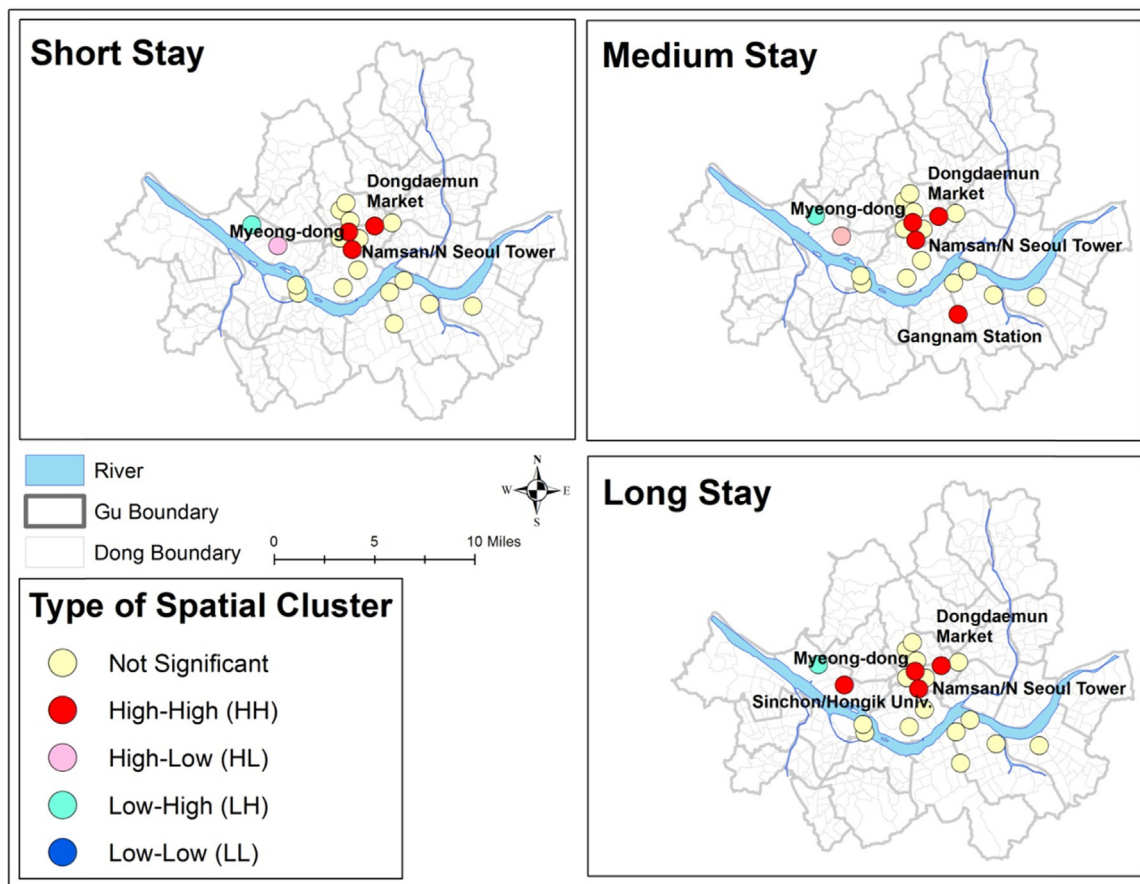 Short Stay
Dongdaemun
Market
Myeong-dong
Namsan/N Seoul Tower
Medium Stay
Dongdaemun
Market
Myeong-dong
Namsan/N Seoul Tower
Gangnam Station
River
Gu Boundary
Dong Boundary
N
W E
S
0 5 10 Miles
Type of Spatial Cluster
Not Significant
High-High (HH)
High-Low (HL)
Low-High (LH)
Low-Low (LL)
Long Stay
Dongdaemun
Market
Myeong-dong
Namsan/N Seoul Tower
Sinchon/Hongik Univ.